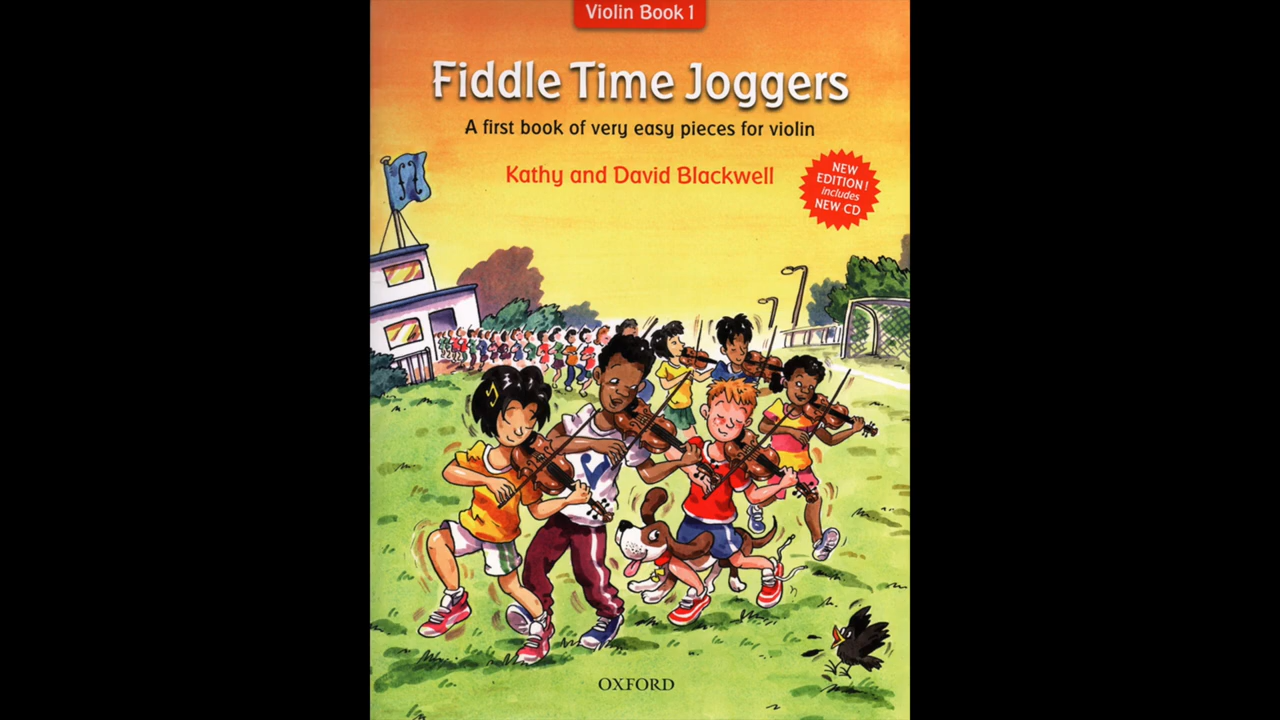 Violin Book 1
Fiddle Time Joggers
A first book of very easy pieces for violin
Kathy and David Blackwell
NEW
EDITION!
includes
NEW CD
OXFORD